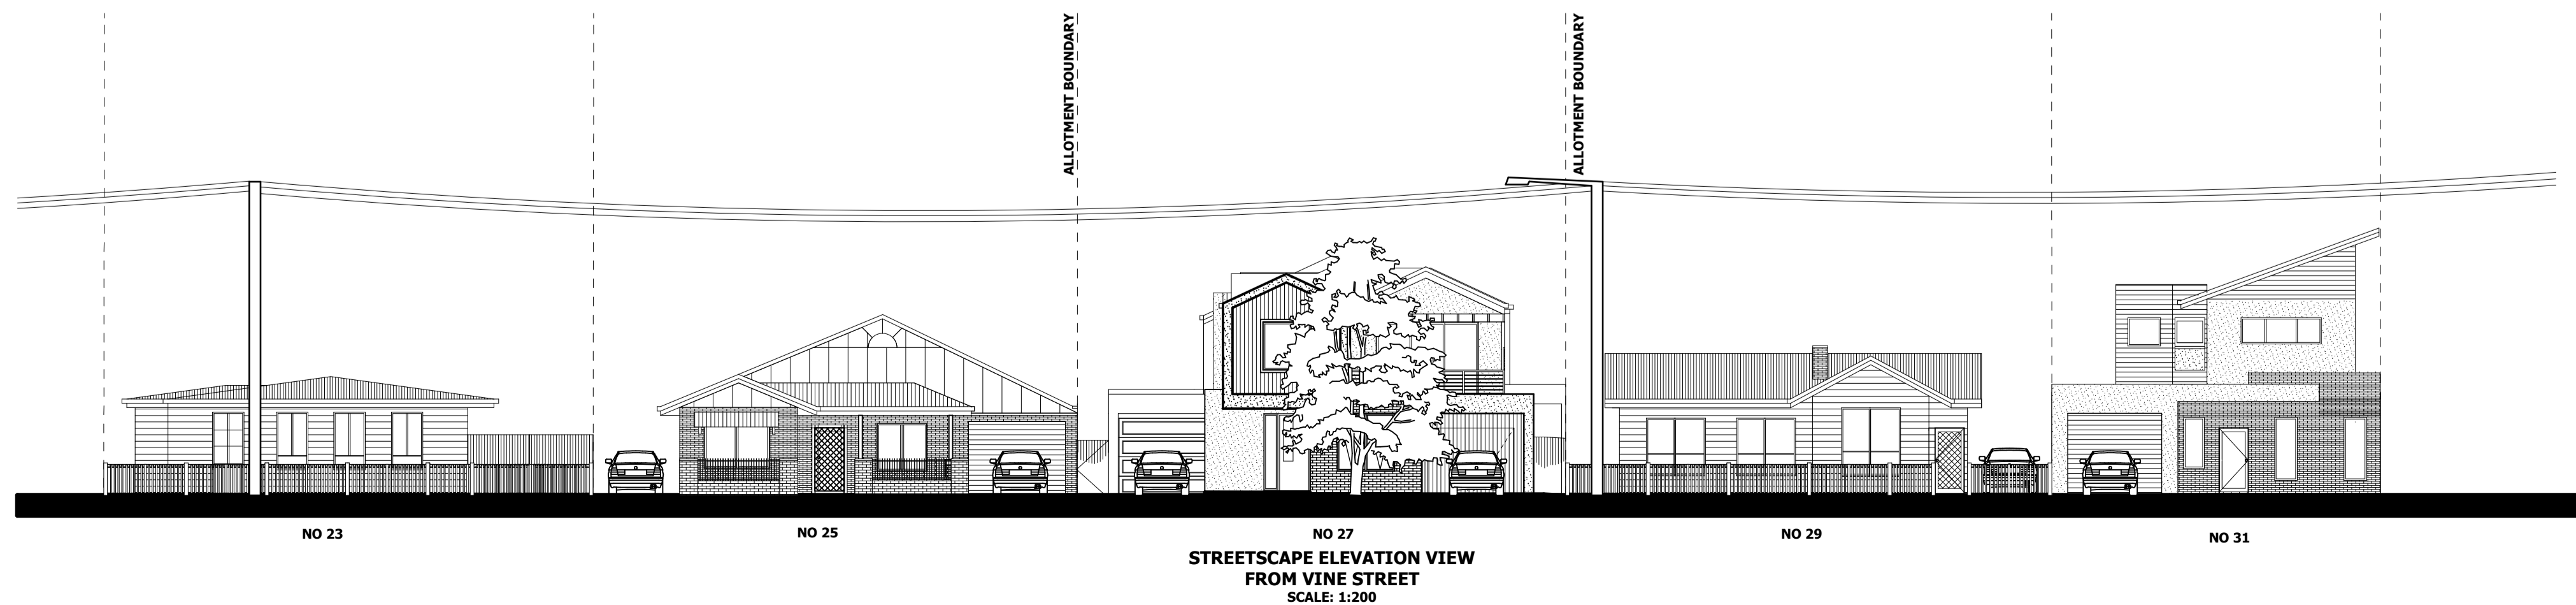 ALLOTMENT BOUNDARY
ALLOTMENT BOUNDARY
NO 23
NO 25
NO 27
NO 29
NO 31
STREETSCAPE ELEVATION VIEW
FROM VINE STREET
SCALE: 1:200